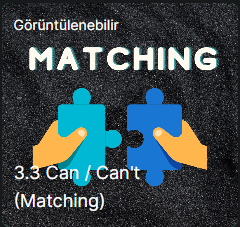 Görüntülenebilir
MATCHING
3.3 Can / Can't
(Matching)